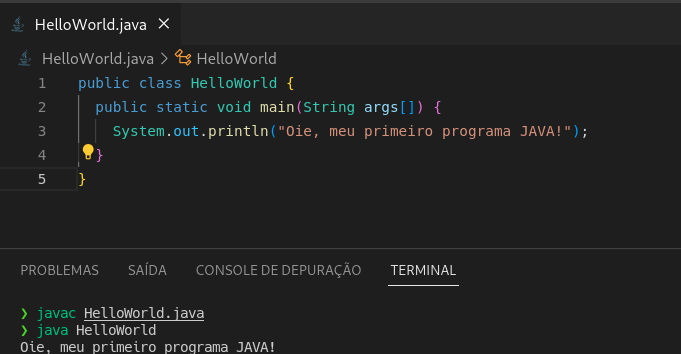 HelloWorld.java
HelloWorld.java > HelloWorld
1 public class HelloWorld {
2 public static void main(String args[]) {
3 System.out.println("Oie, meu primeiro programa JAVA!");
4 }
5 }
PROBLEMAS SAÍDA CONSOLE DE DEPURAÇÃO TERMINAL
❯ javac HelloWorld.java
❯ java HelloWorld
Oie, meu primeiro programa JAVA!